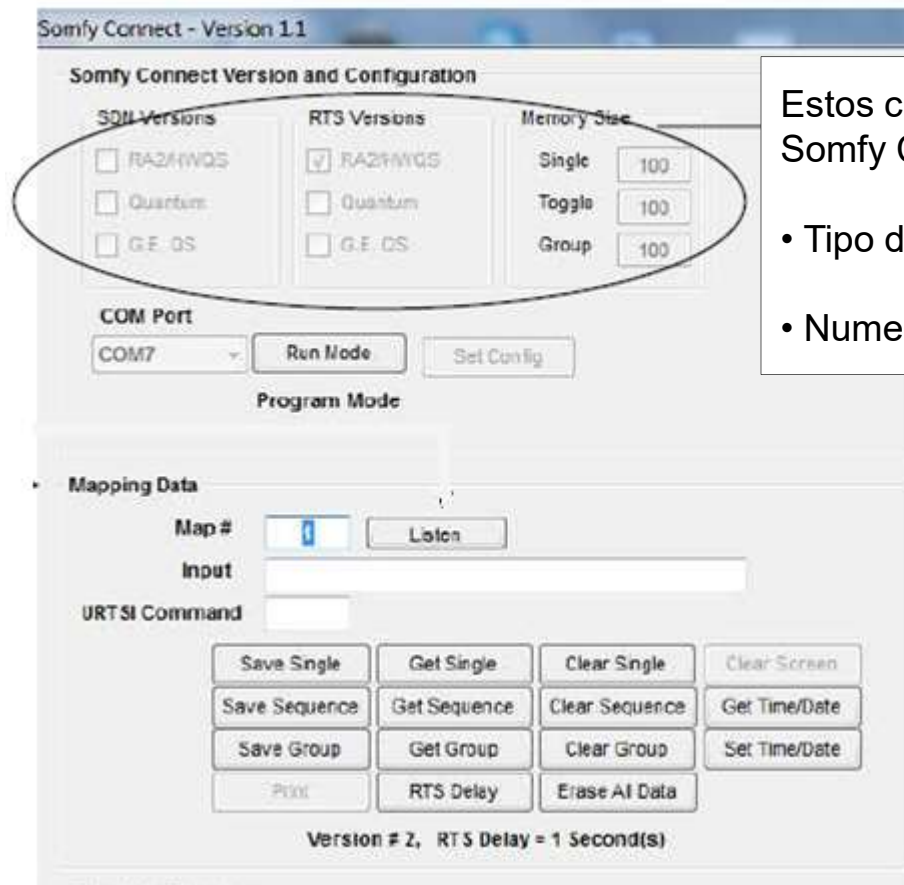 Somfy Connect - Version 1.1
Somfy Connect Version and Configuration
SDN Versions
RTS Versions
Memory Size
RA2/HWQS
RA2/HWQS
Single
100
Quantum
Quantum
Toggle
100
G.E. QS
G.E. QS
Group
100
Estos c
Somfy
• Tipo d
• Nume
COM Port
COM7
Run Mode
Set Config
Program Mode
Mapping Data
Map #
1
Listen
Input
URTSI Command
Save Single
Get Single
Clear Single
Clear Screen
Save Sequence
Get Sequence
Clear Sequence
Get Time/Date
Save Group
Get Group
Clear Group
Set Time/Date
Print
RTS Delay
Erase All Data
Version # 2, RTS Delay = 1 Second(s)